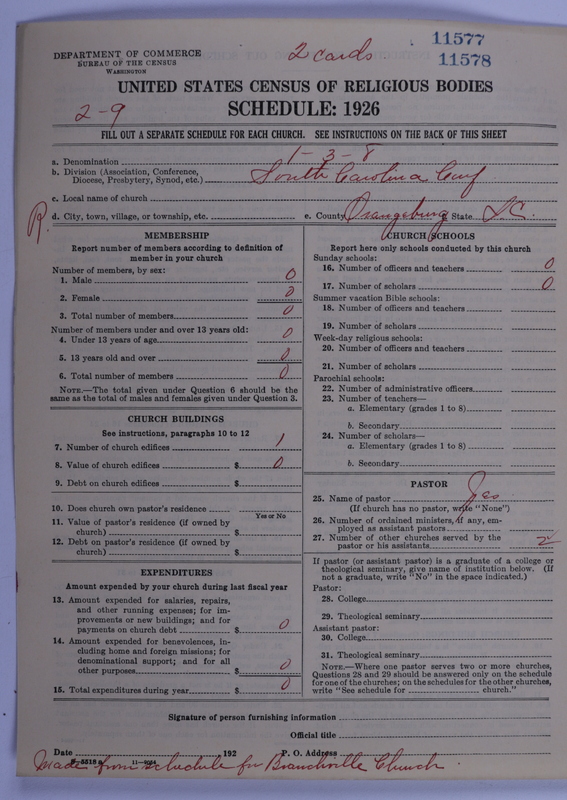 2 cards
11577
11578
DEPARTMENT OF COMMERCE
BUREAU OF THE CENSUS
WASHINGTON
UNITED STATES CENSUS OF RELIGIOUS BODIES
2-9
SCHEDULE: 1926
FILL OUT A SEPARATE SCHEDULE FOR EACH CHURCH. SEE INSTRUCTIONS ON THE BACK OF THIS SHEET
a. Denomination 1-3-8
b. Division (Association, Conference,
Diocese, Presbytery, Synod, etc.) South Carolina Conf
c. Local name of church
R
d. City, town, village, or township, etc. e. County Orangeburg State S.C.
MEMBERSHIP
Report number of members according to definition of
member in your church
Number of members, by sex:
1. Male 0
2. Female 0
3. Total number of members 0
Number of members under and over 13 years old:
4. Under 13 years of age 0
5. 13 years old and over 0
6. Total number of members 0
NOTE.—The total given under Question 6 should be the
same as the total of males and females given under Question 3.
CHURCH BUILDINGS
See instructions, paragraphs 10 to 12
7. Number of church edifices 1
8. Value of church edifices $ 0
9. Debt on church edifices $
10. Does church own pastor's residence
Yes or No
11. Value of pastor's residence (if owned by
church) $
12. Debt on pastor's residence (if owned by
church) $
EXPENDITURES
Amount expended by your church during last fiscal year
13. Amount expended for salaries, repairs,
and other running expenses; for im-
provements or new buildings; and for
payments on church debt $ 0
14. Amount expended for benevolences, in-
cluding home and foreign missions; for
denominational support; and for all
other purposes $ 0
15. Total expenditures during year $ 0
CHURCH SCHOOLS
Report here only schools conducted by this church
Sunday schools:
16. Number of officers and teachers 0
17. Number of scholars 0
Summer vacation Bible schools:
18. Number of officers and teachers
19. Number of scholars
Week-day religious schools:
20. Number of officers and teachers
21. Number of scholars
Parochial schools:
22. Number of administrative officers
23. Number of teachers—
a. Elementary (grades 1 to 8)
b. Secondary
24. Number of scholars—
a. Elementary (grades 1 to 8)
b. Secondary
PASTOR
25. Name of pastor Yes
(If church has no pastor, write "None")
26. Number of ordained ministers, if any, em-
ployed as assistant pastors
27. Number of other churches served by the
pastor or his assistants 2
If pastor (or assistant pastor) is a graduate of a college or
theological seminary, give name of institution below. (If
not a graduate, write "No" in the space indicated.)
Pastor:
28. College
29. Theological seminary
Assistant pastor:
30. College
31. Theological seminary
NOTE.—Where one pastor serves two or more churches,
Questions 28 and 29 should be answered only on the schedule
for one of the churches; on the schedules for the other churches,
write "See schedule for church."
Signature of person furnishing information
Official title
Date 192 P. O. Address
11-9064
Made from schedule for Branchville Church